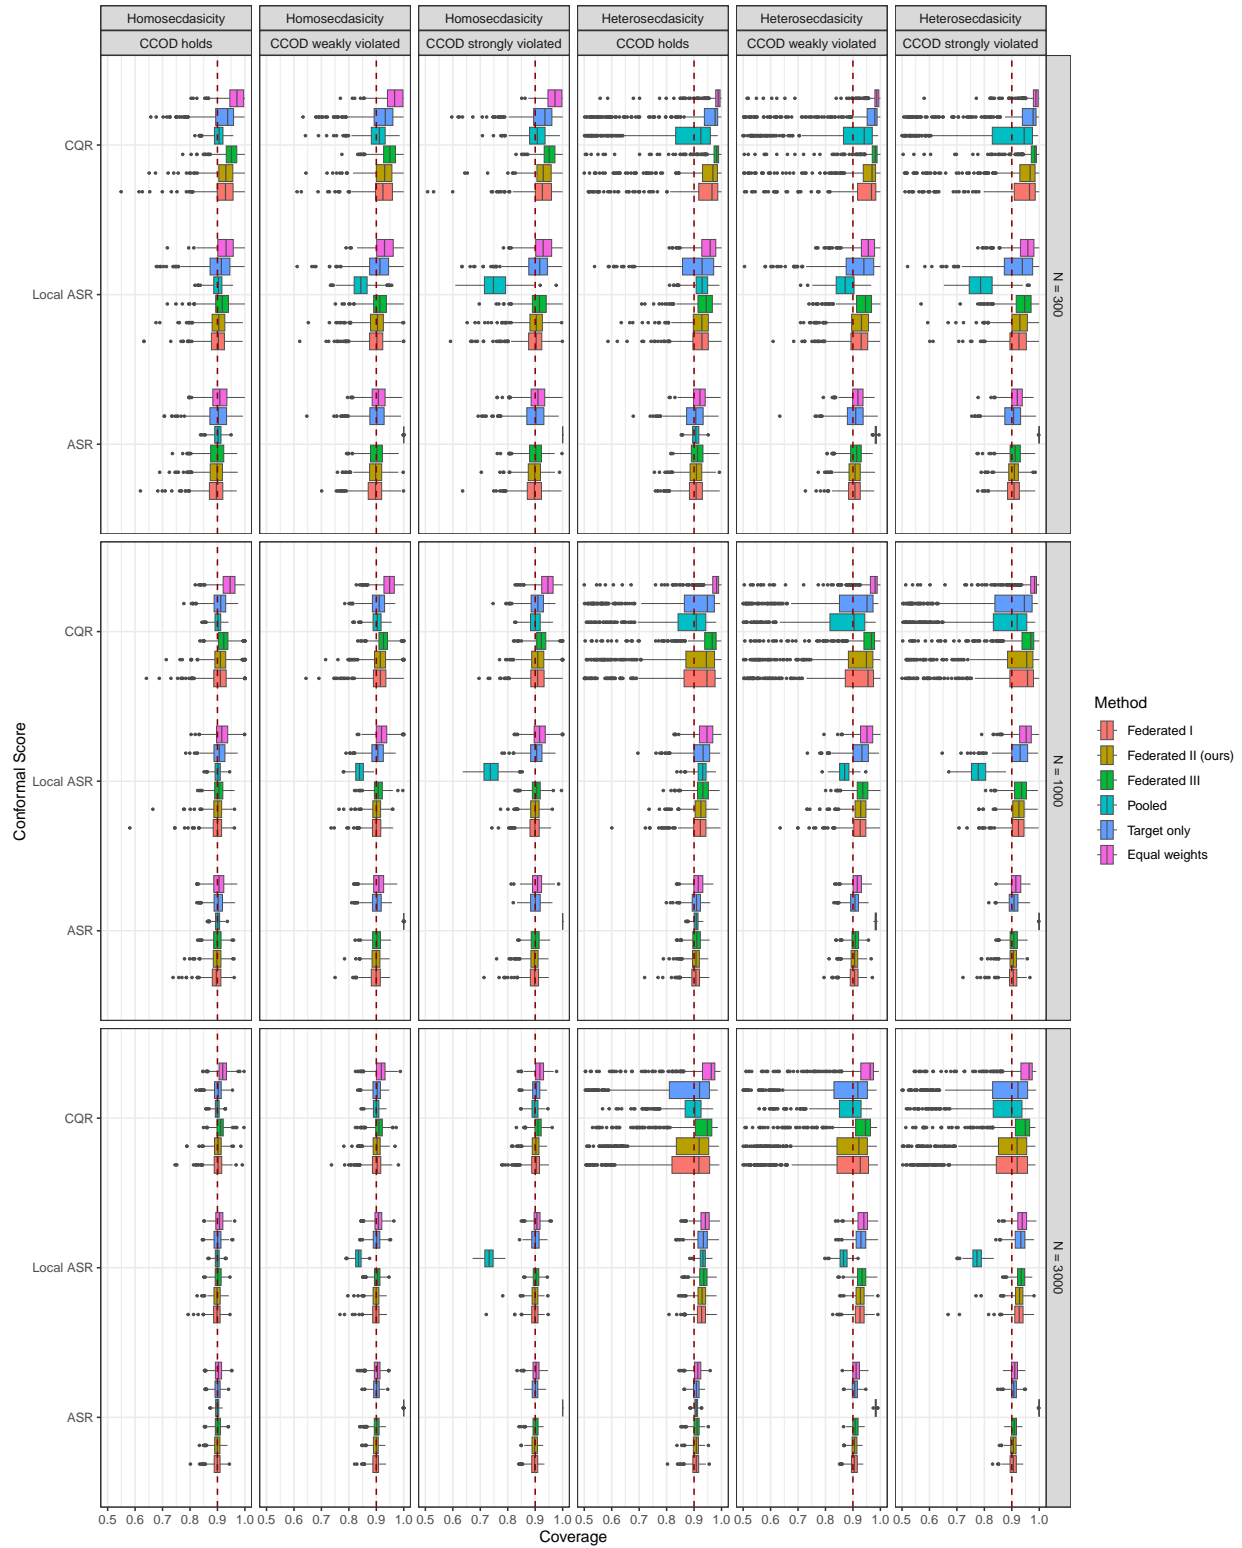 Homosecdasicity Homosecdasicity Homosecdasicity Heterosecdasicity Heterosecdasicity Heterosecdasicity
CCOD holds CCOD weakly violated CCOD strongly violated CCOD holds CCOD weakly violated CCOD strongly violated
CQR
Local ASR
ASR
N = 300
CQR
Local ASR
ASR
N = 1000
CQR
Local ASR
ASR
N = 3000
Conformal Score
0.5 0.6 0.7 0.8 0.9 1.0 0.5 0.6 0.7 0.8 0.9 1.0 0.5 0.6 0.7 0.8 0.9 1.0 0.5 0.6 0.7 0.8 0.9 1.0 0.5 0.6 0.7 0.8 0.9 1.0 0.5 0.6 0.7 0.8 0.9 1.0
Coverage
Method
Federated I
Federated II (ours)
Federated III
Pooled
Target only
Equal weights